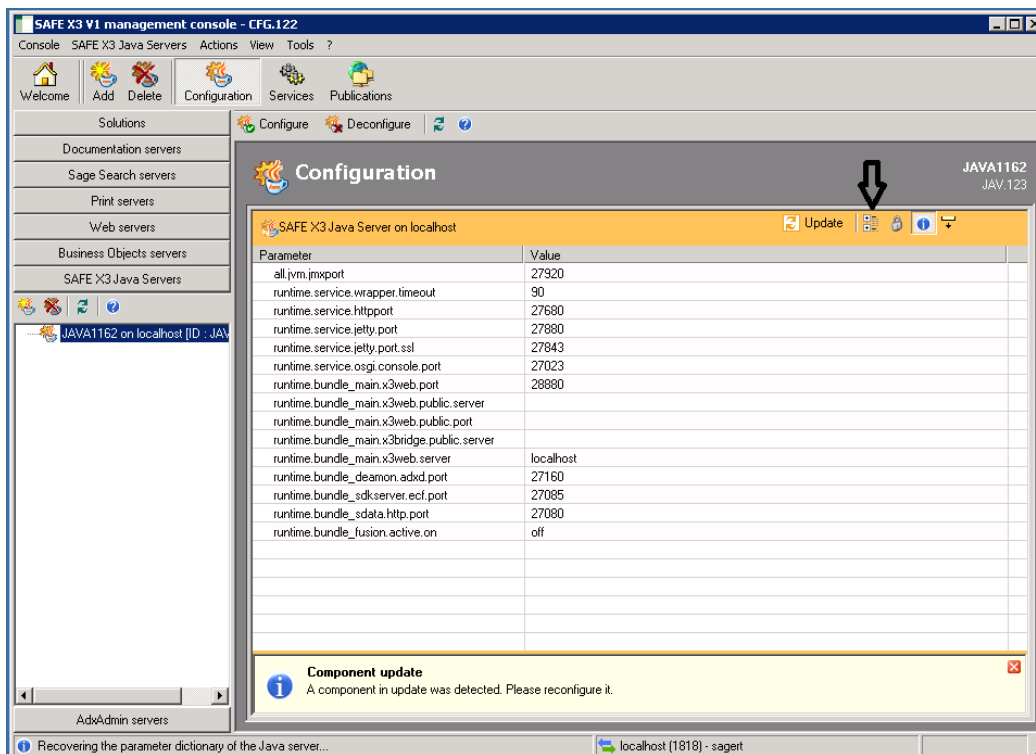 SAFE X3 V1 management console - CFG.122
Console SAFE X3 Java Servers Actions View Tools ?
Welcome Add Delete Configuration Services Publications
Solutions
Documentation servers
Sage Search servers
Print servers
Web servers
Business Objects servers
SAFE X3 Java Servers
JAVA1162 on localhost [ID : JAV
AdxAdmin servers
Configure Deconfigure
Configuration
JAVA1162
JAV.123
SAFE X3 Java Server on localhost Update
Parameter Value
all.jvm.jmxport 27920
runtime.service.wrapper.timeout 90
runtime.service.httpport 27680
runtime.service.jetty.port 27880
runtime.service.jetty.port.ssl 27843
runtime.service.osgi.console.port 27023
runtime.bundle_main.x3web.port 28880
runtime.bundle_main.x3web.public.server
runtime.bundle_main.x3web.public.port
runtime.bundle_main.x3bridge.public.server
runtime.bundle_main.x3web.server localhost
runtime.bundle_deamon.adxd.port 27160
runtime.bundle_sdkserver.ecf.port 27085
runtime.bundle_sdata.http.port 27080
runtime.bundle_fusion.active.on off
Component update
A component in update was detected. Please reconfigure it.
Recovering the parameter dictionary of the Java server... localhost (1818) - sagert